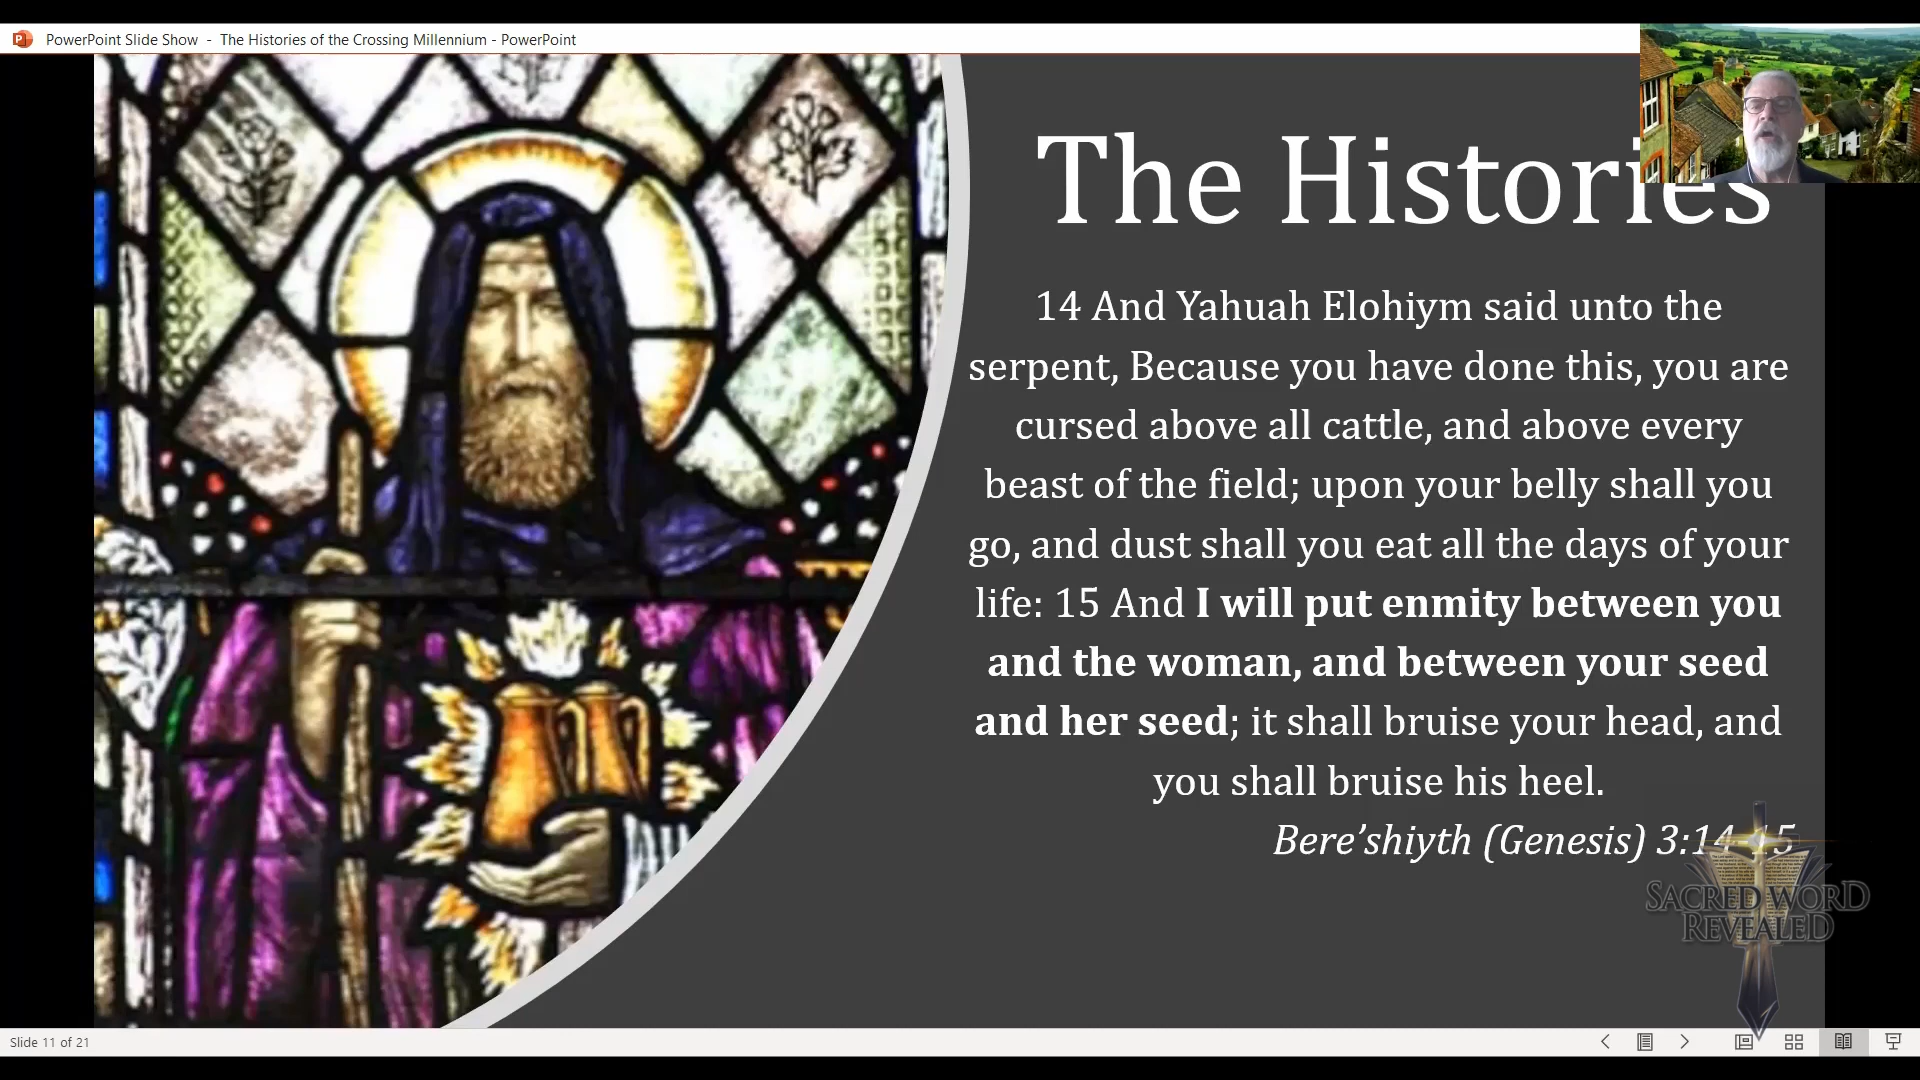 PowerPoint Slide Show - The Histories of the Crossing Millennium - PowerPoint
The Histories
14 And Yahuah Elohiym said unto the
serpent, Because you have done this, you are
cursed above all cattle, and above every
beast of the field; upon your belly shall you
go, and dust shall you eat all the days of your
life: 15 And I will put enmity between you
and the woman, and between your seed
and her seed; it shall bruise your head, and
you shall bruise his heel.
Bere’shiyth (Genesis) 3:14-15
SACRED WORD
REVEALED
Slide 11 of 21